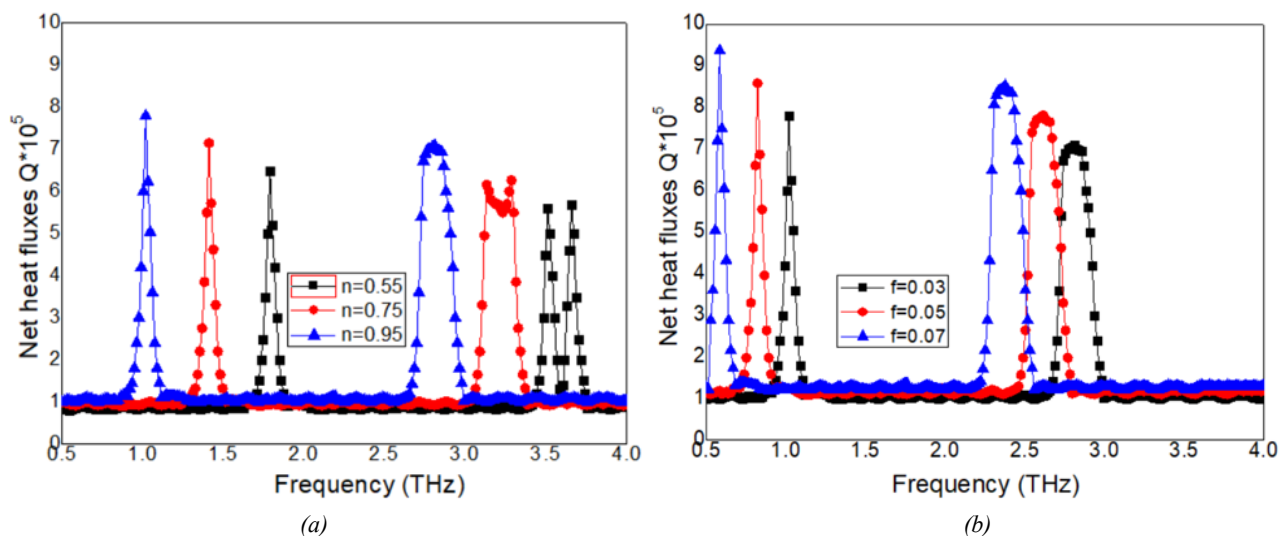 Net heat fluxes Q*10^5
10
9
8
7
6
5
4
3
2
1
0
n=0.55
n=0.75
n=0.95
0.5 1.0 1.5 2.0 2.5 3.0 3.5 4.0
Frequency (THz)
(a)
Net heat fluxes Q*10^5
10
9
8
7
6
5
4
3
2
1
0
f=0.03
f=0.05
f=0.07
0.5 1.0 1.5 2.0 2.5 3.0 3.5 4.0
Frequency (THz)
(b)